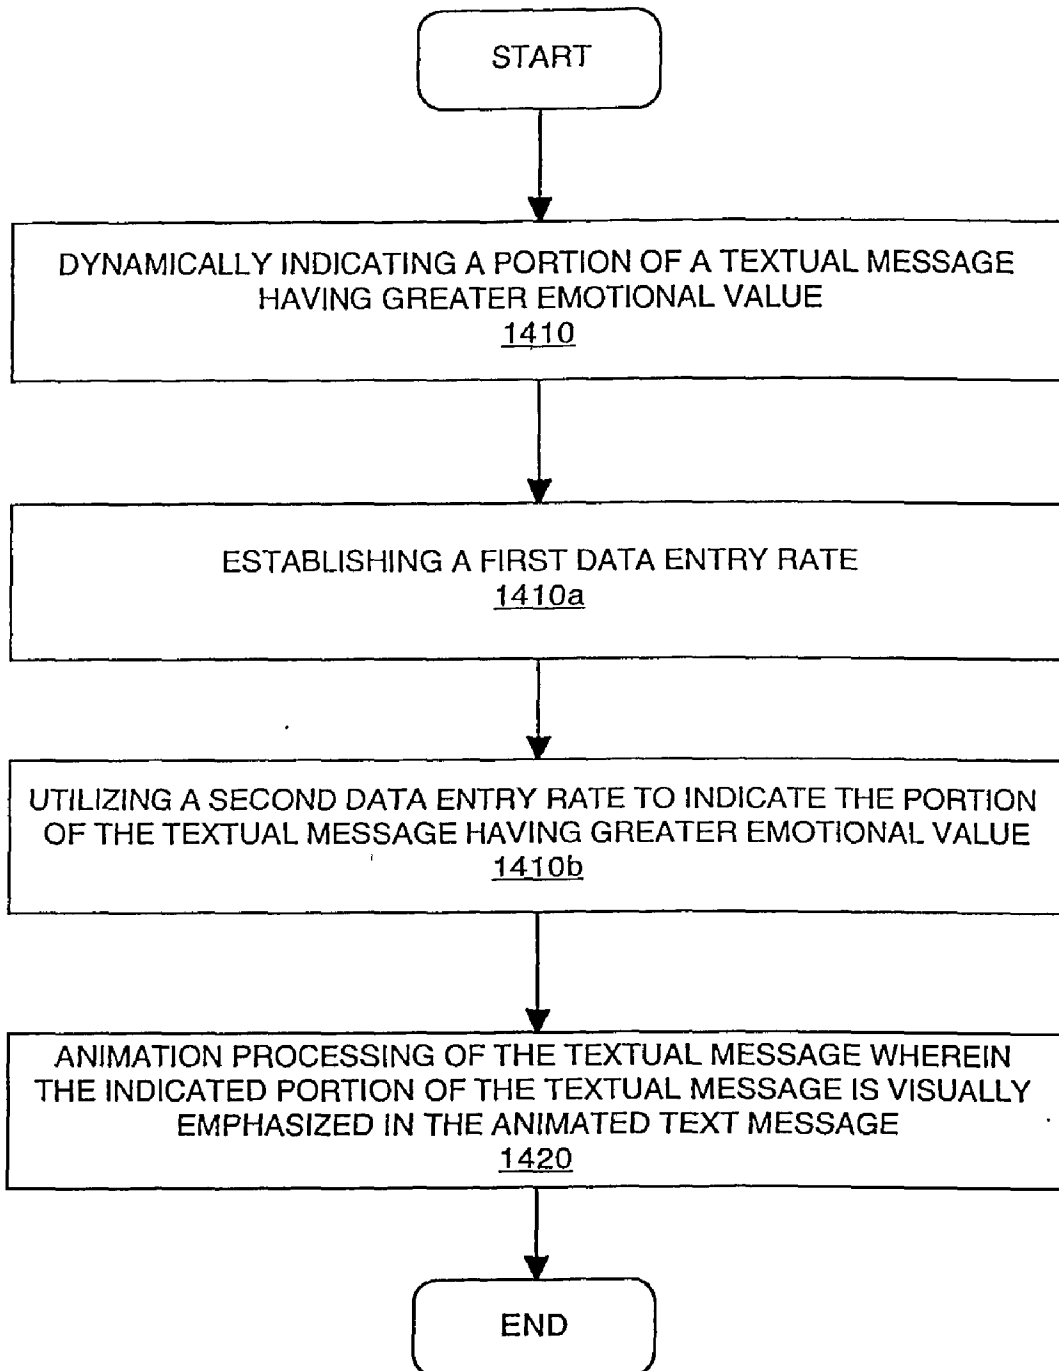 START
DYNAMICALLY INDICATING A PORTION OF A TEXTUAL MESSAGE
HAVING GREATER EMOTIONAL VALUE
1410
ESTABLISHING A FIRST DATA ENTRY RATE
1410a
UTILIZING A SECOND DATA ENTRY RATE TO INDICATE THE PORTION
OF THE TEXTUAL MESSAGE HAVING GREATER EMOTIONAL VALUE
1410b
ANIMATION PROCESSING OF THE TEXTUAL MESSAGE WHEREIN
THE INDICATED PORTION OF THE TEXTUAL MESSAGE IS VISUALLY
EMPHASIZED IN THE ANIMATED TEXT MESSAGE
1420
END